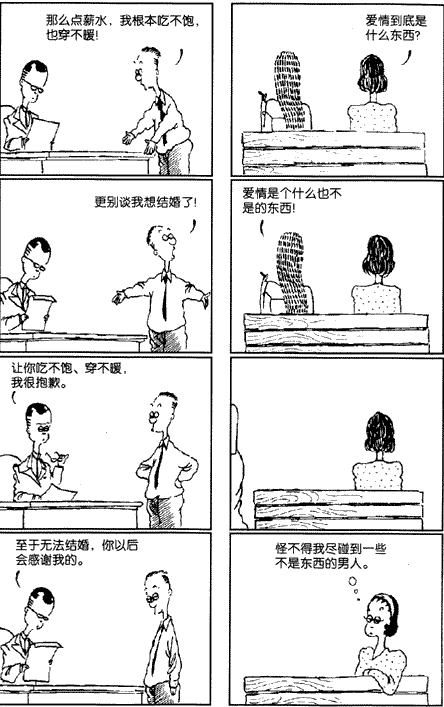 那么点薪水，我根本吃不饱，
也穿不暖！
更别谈我想结婚了！
让你吃不饱、穿不暖，
我很抱歉。
至于无法结婚，你以后
会感谢我的。
爱情到底是
什么东西？
爱情是个什么也不
是的东西！
怪不得我尽碰到一些
不是东西的男人。